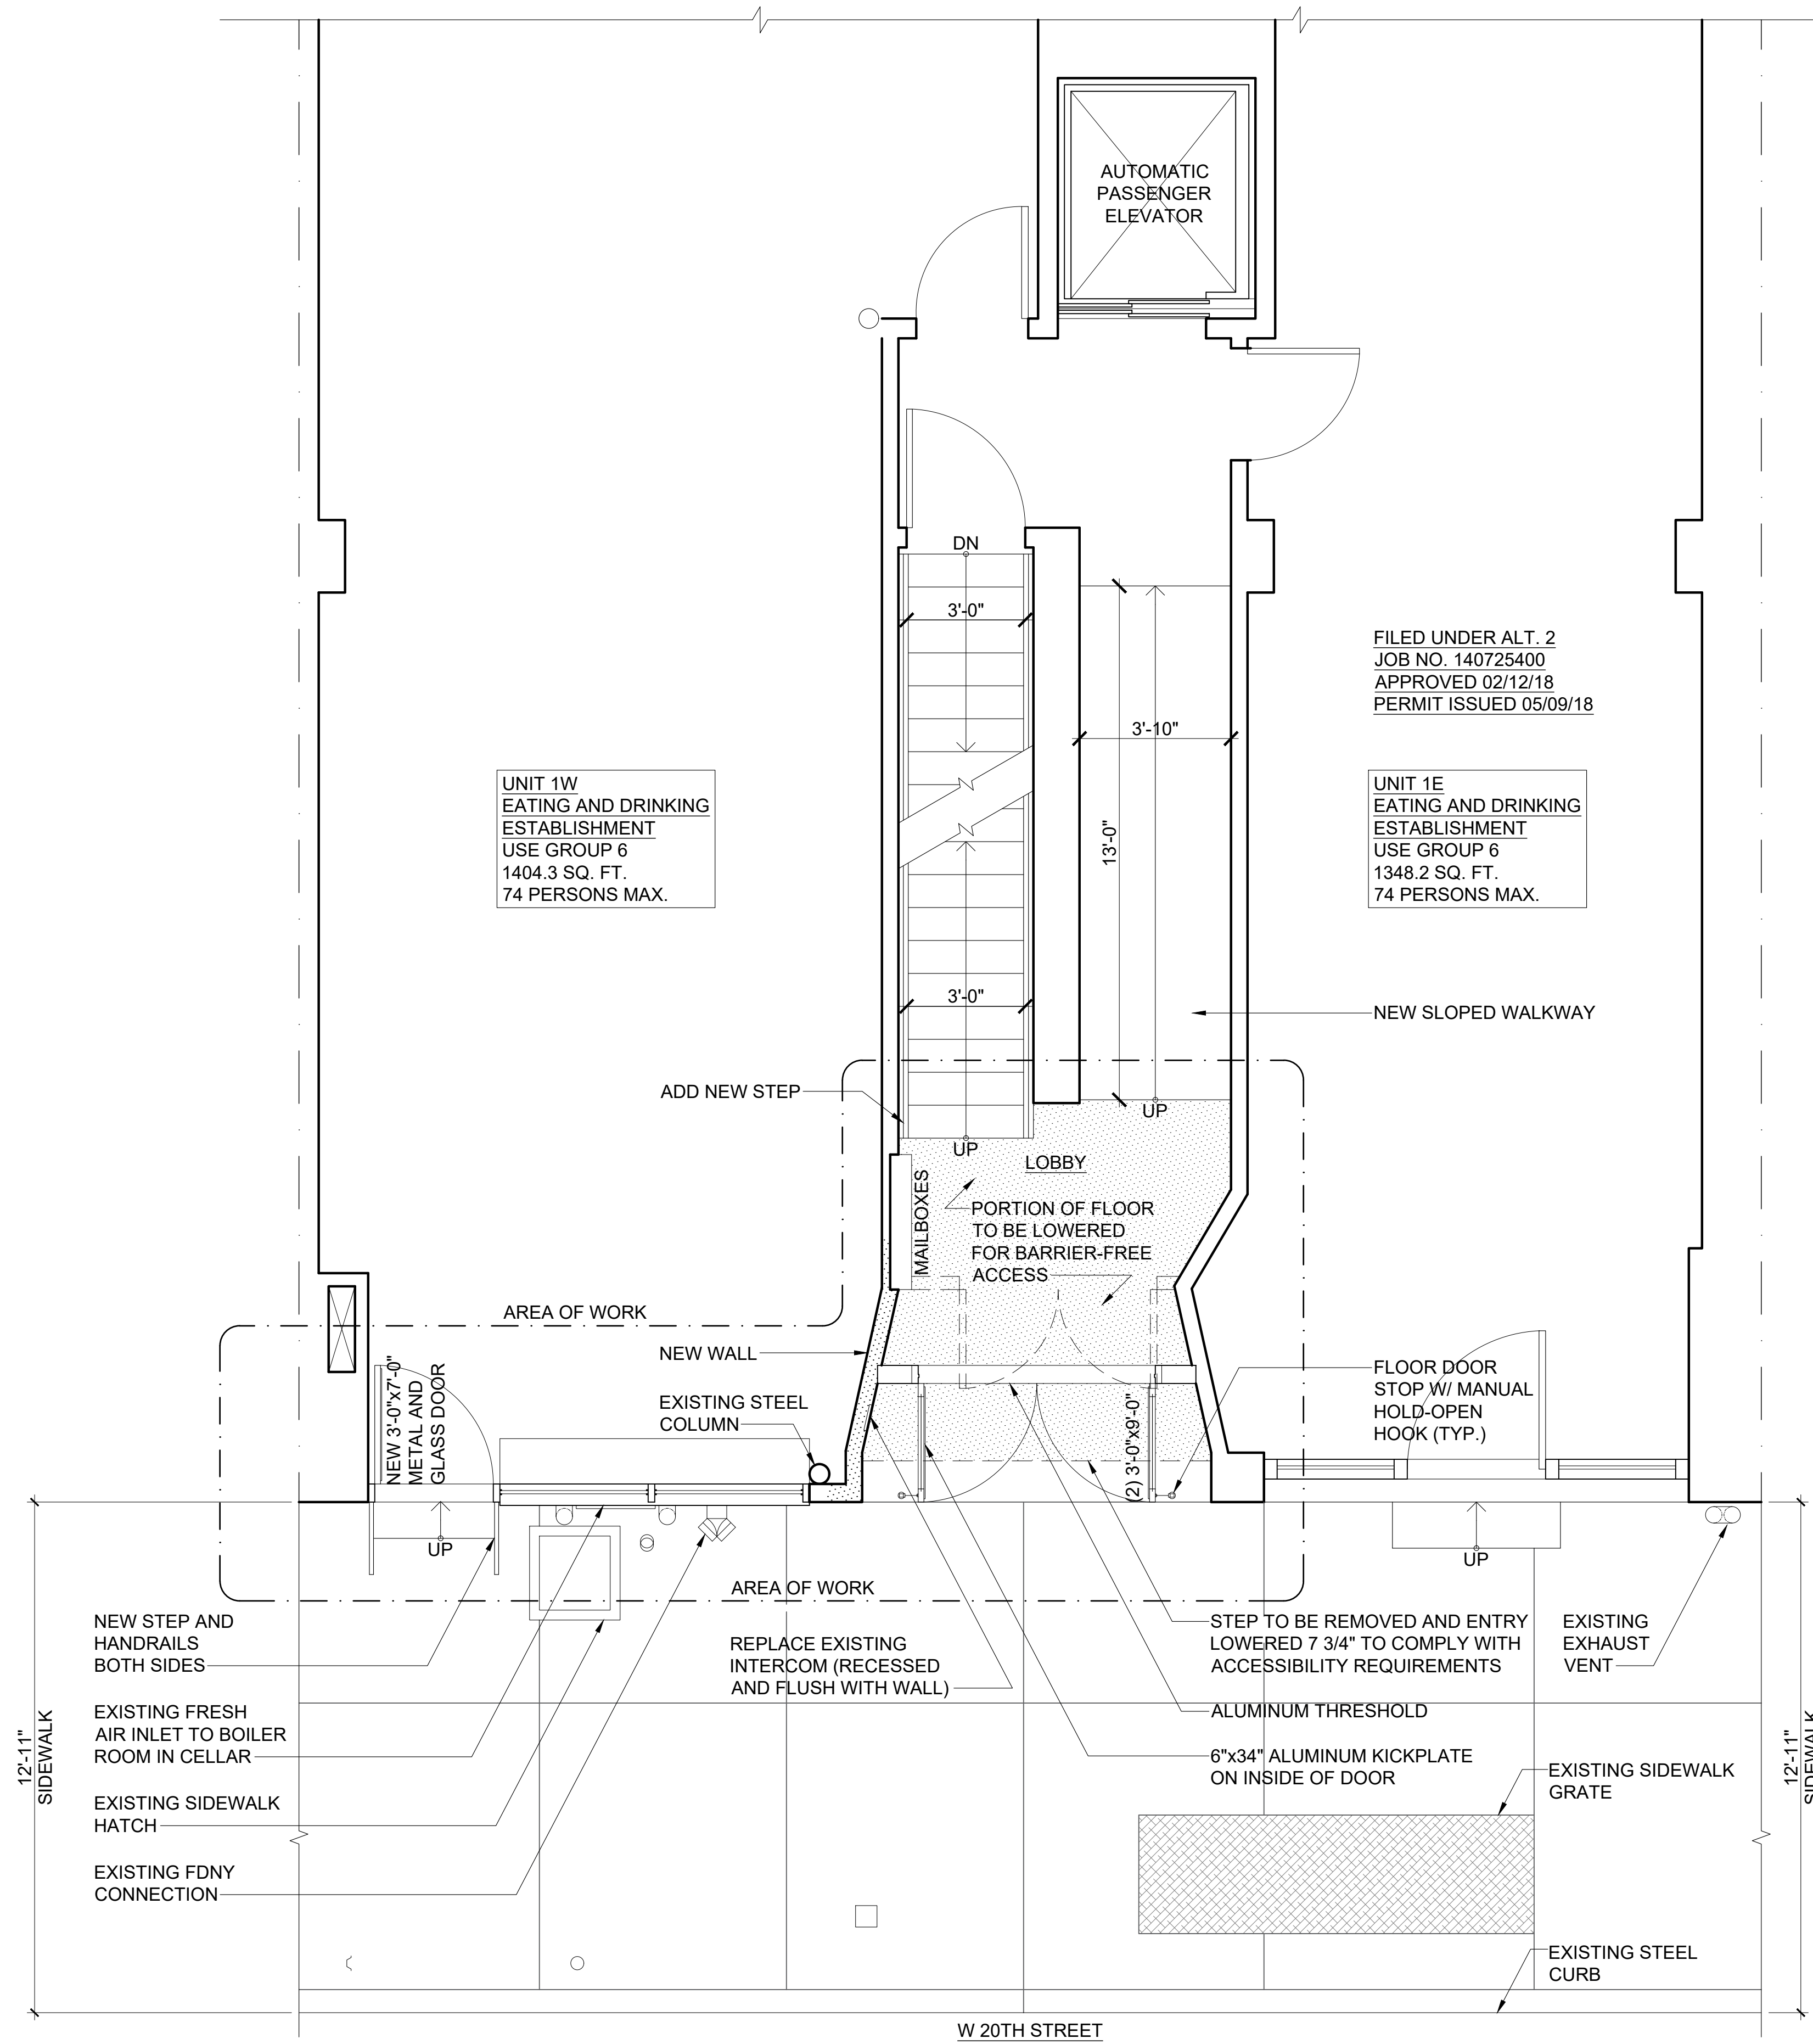 AUTOMATIC
PASSENGER
ELEVATOR
DN
3'-0"
FILED UNDER ALT. 2
JOB NO. 140725400
APPROVED 02/12/18
PERMIT ISSUED 05/09/18
3'-10"
UNIT 1W
EATING AND DRINKING
ESTABLISHMENT
USE GROUP 6
1404.3 SQ. FT.
74 PERSONS MAX.
13'-0"
UNIT 1E
EATING AND DRINKING
ESTABLISHMENT
USE GROUP 6
1348.2 SQ. FT.
74 PERSONS MAX.
3'-0"
NEW SLOPED WALKWAY
ADD NEW STEP
UP
UP
LOBBY
MAILBOXES
PORTION OF FLOOR
TO BE LOWERED
FOR BARRIER-FREE
ACCESS
AREA OF WORK
NEW WALL
NEW 3'-0"x7'-0"
METAL AND
GLASS DOOR
EXISTING STEEL
COLUMN
(2) 3'-0"x9'-0"
FLOOR DOOR
STOP W/ MANUAL
HOLD-OPEN
HOOK (TYP.)
UP
UP
AREA OF WORK
NEW STEP AND
HANDRAILS
BOTH SIDES
REPLACE EXISTING
INTERCOM (RECESSED
AND FLUSH WITH WALL)
STEP TO BE REMOVED AND ENTRY
LOWERED 7 3/4" TO COMPLY WITH
ACCESSIBILITY REQUIREMENTS
EXISTING
EXHAUST
VENT
EXISTING FRESH
AIR INLET TO BOILER
ROOM IN CELLAR
ALUMINUM THRESHOLD
6"x34" ALUMINUM KICKPLATE
ON INSIDE OF DOOR
12'-11"
SIDEWALK
EXISTING SIDEWALK
HATCH
EXISTING SIDEWALK
GRATE
12'-11"
SIDEWALK
EXISTING FDNY
CONNECTION
EXISTING STEEL
CURB
W 20TH STREET